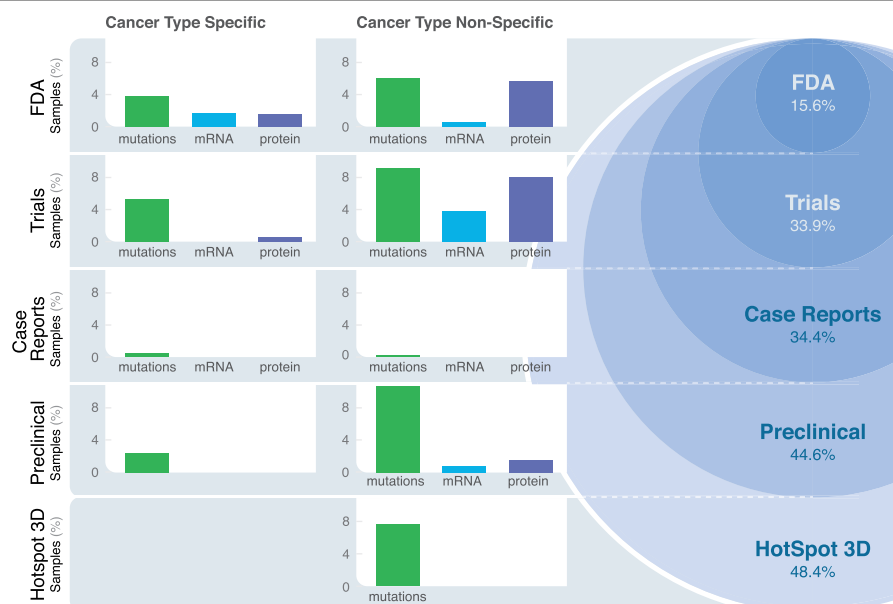 Cancer Type Specific
Cancer Type Non-Specific
FDA
Samples (%)
8
4
0
mutations mRNA protein
8
4
0
mutations mRNA protein
FDA
15.6%
Trials
Samples (%)
8
4
0
mutations mRNA protein
8
4
0
mutations mRNA protein
Trials
33.9%
Case
Reports
Samples (%)
8
4
0
mutations mRNA protein
8
4
0
mutations mRNA protein
Case Reports
34.4%
Preclinical
Samples (%)
8
4
0
8
4
0
mutations mRNA protein
Preclinical
44.6%
Hotspot 3D
Samples (%)
8
4
0
mutations
HotSpot 3D
48.4%